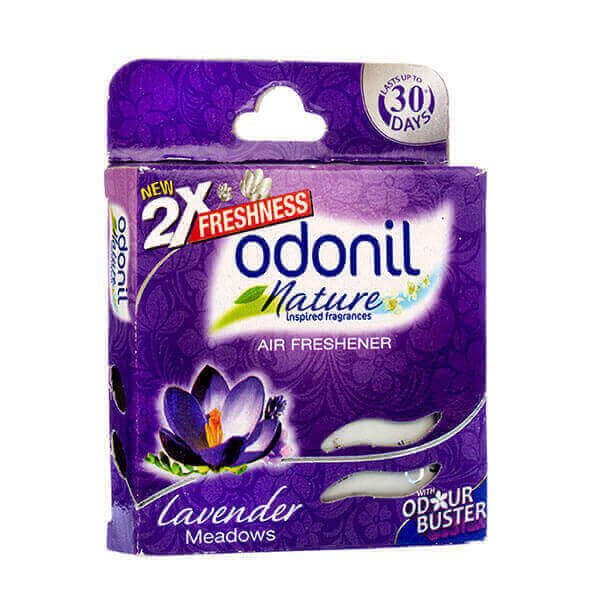 LASTS UP TO
30
DAYS
NEW
2X
FRESHNESS
odonil
Nature
inspired fragrances
AIR FRESHENER
odonil
Lavender
Meadows
WITH
ODOUR
BUSTER